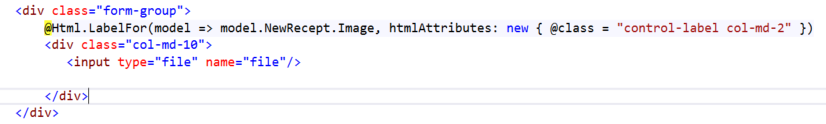 <div class="form-group">
@Html.LabelFor(model => model.NewRecept.Image, htmlAttributes: new { @class = "control-label col-md-2" })
<div class="col-md-10">
<input type="file" name="file"/>
</div>
</div>